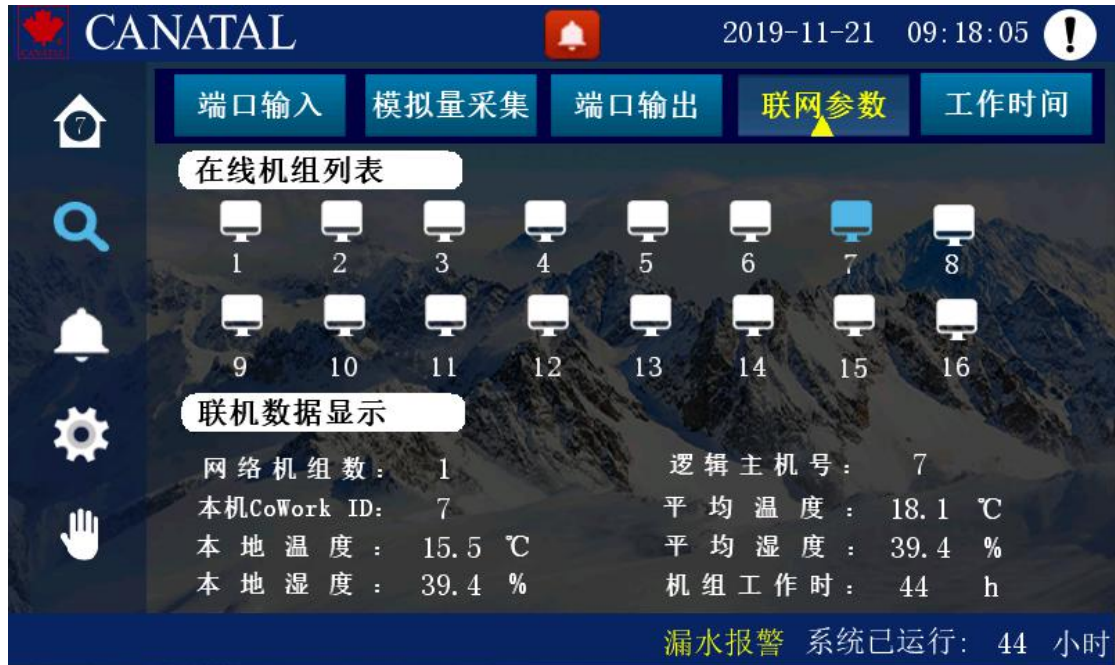 CANATAL 2019-11-21 09:18:05
7
端口输入 模拟量采集 端口输出 联网参数 工作时间
在线机组列表
1 2 3 4 5 6 7 8
9 10 11 12 13 14 15 16
联机数据显示
网络机组数: 1 逻辑主机号: 7
本机CoWork ID: 7 平均温度: 18.1 ℃
本地温度: 15.5 ℃ 平均湿度: 39.4 %
本地湿度: 39.4 % 机组工作时: 44 h
漏水报警 系统已运行: 44 小时